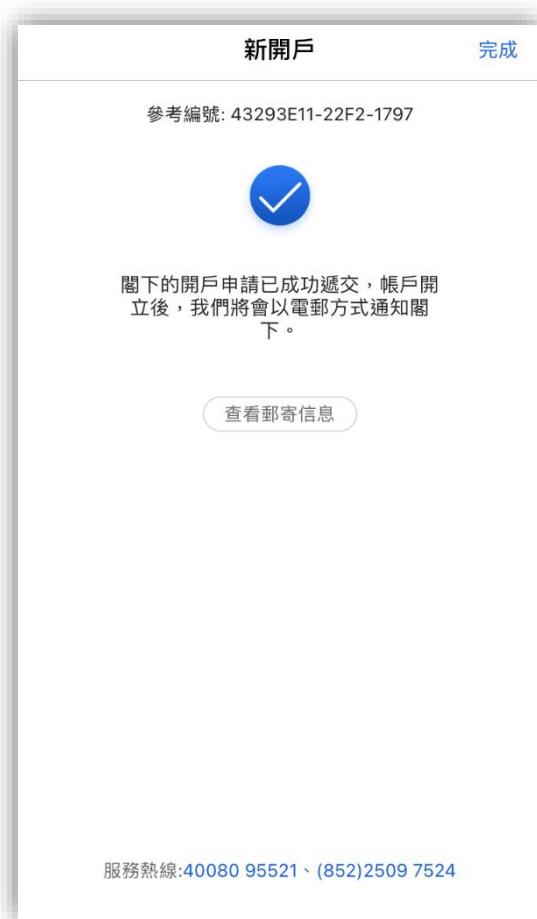 新開戶
完成
參考編號: 43293E11-22F2-1797
閣下的開戶申請已成功遞交，帳戶開
立後，我們將會以電郵方式通知閣
下。
查看郵寄信息
服務熱線:40080 95521、(852)2509 7524